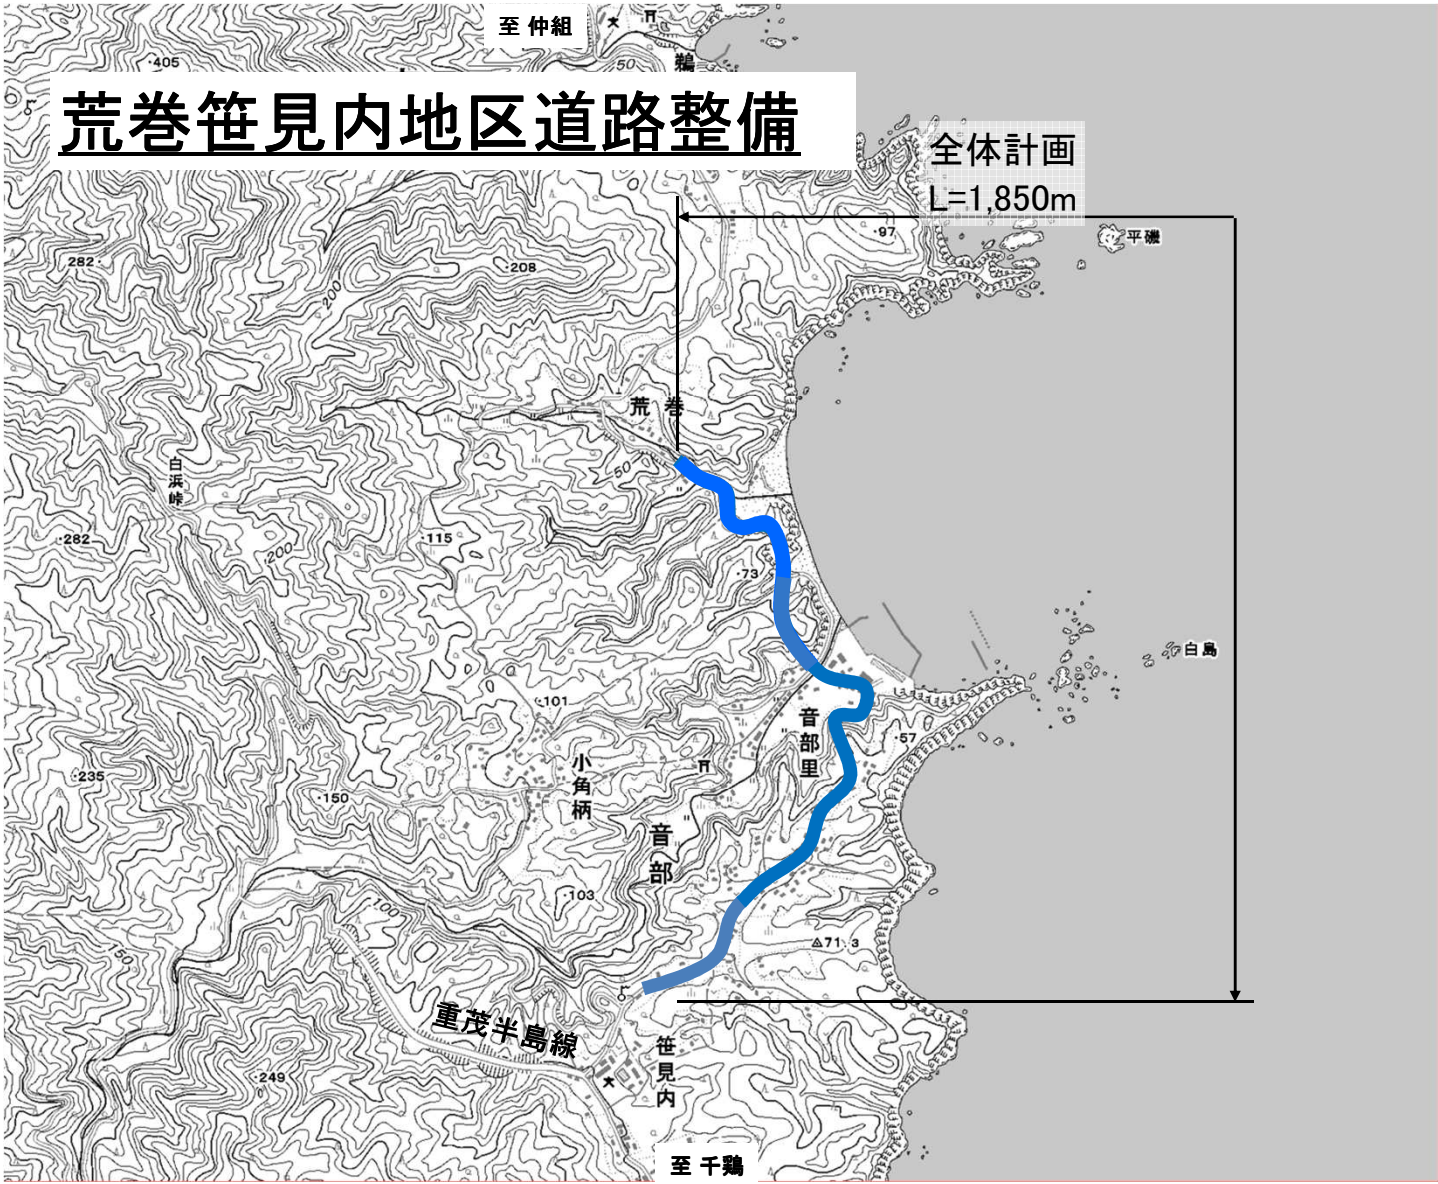 至 仲組
・405
50
鵜
荒巻笹見内地区道路整備
全体計画
L=1,850m
・97
平磯
282・
・208
200
荒 巻
50
白浜峠
・282
200
・115
・73
白島
・101
音部里
・57
小角柄
・235
・150
音部
・103
100
71.3
150
重茂半島線
笹見内
・249
至 千鶏